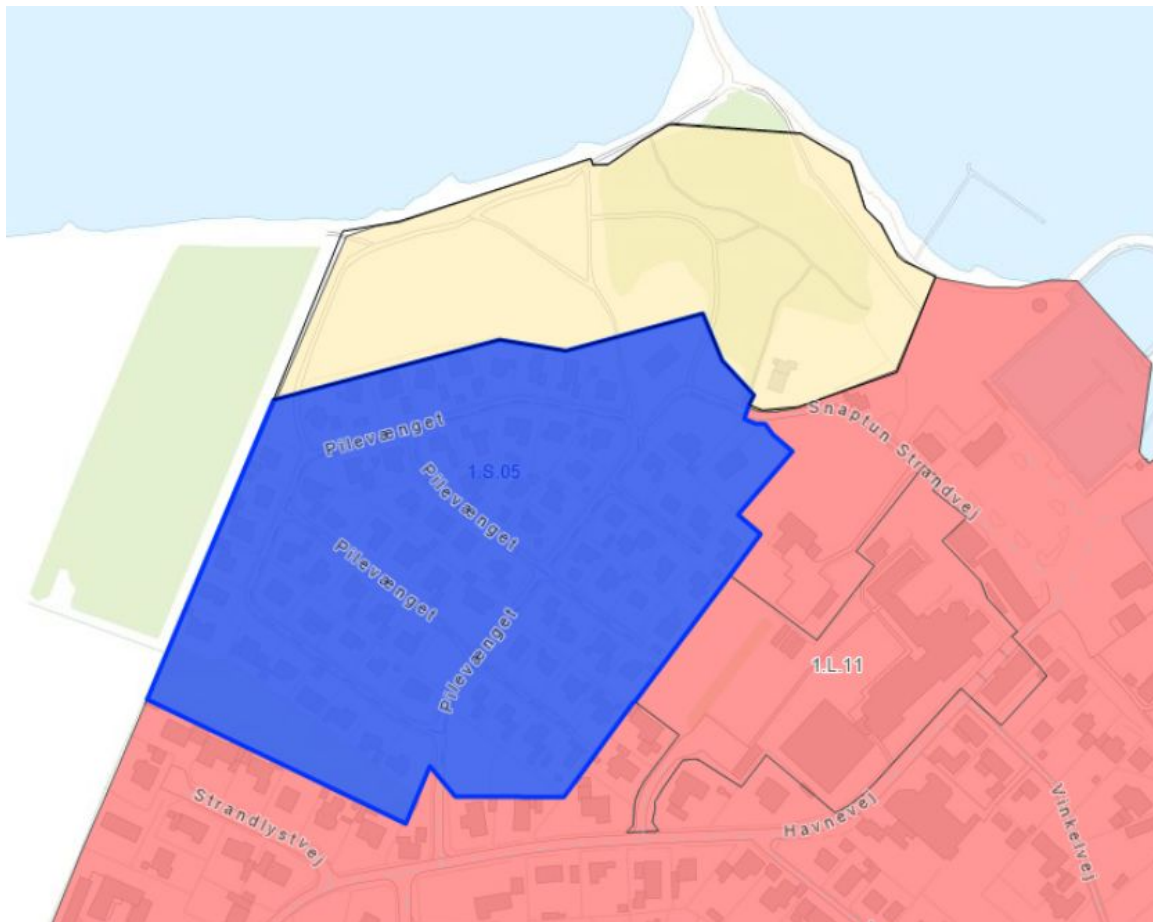 Snaptun Strandvej
Pilevænget
1.S.05
Pilevænget
Pilevænget
Pilevænget
1.L.11
Strandlystvej
Havnevej
Vinkelvej